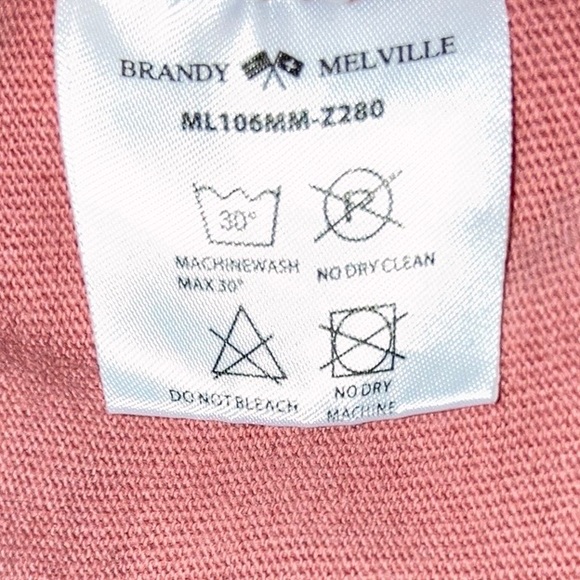 BRANDY MELVILLE
ML106MM-Z280
30°
P
MACHINEWASH
MAX 30°
NO DRY CLEAN
DO NOT BLEACH
NO DRY
MACHINE